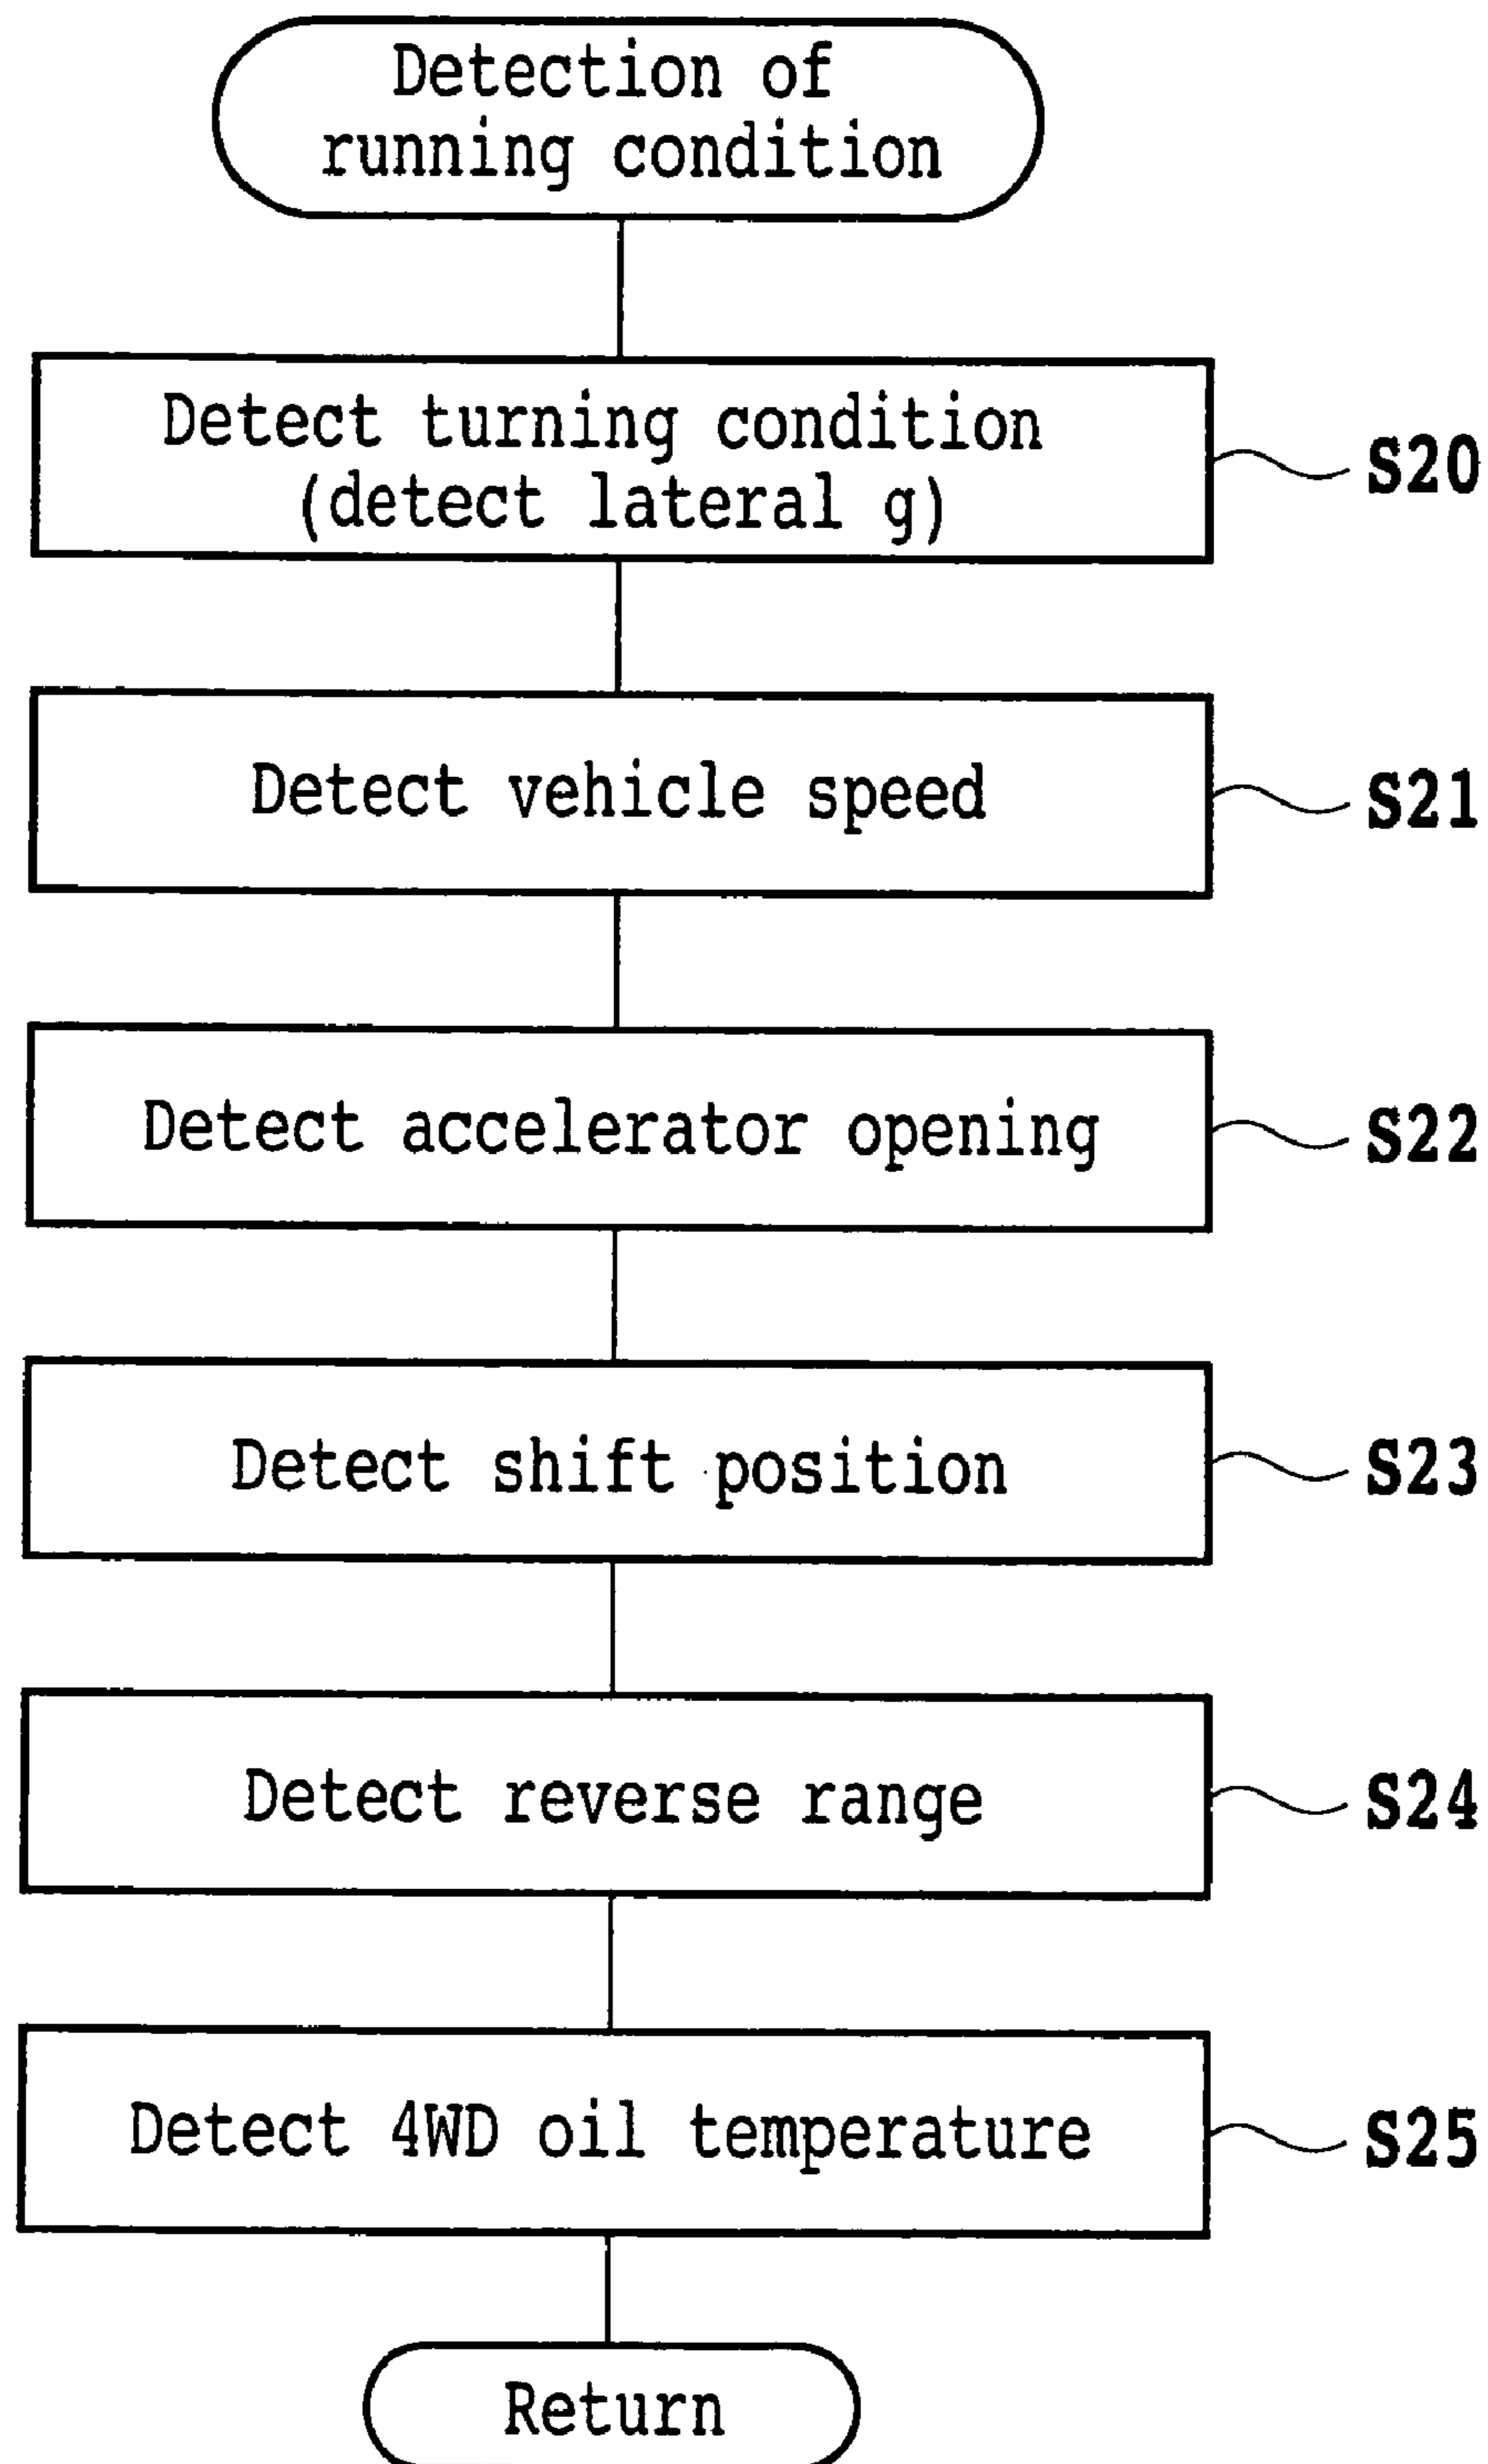 Detection of
running condition
Detect turning condition
(detect lateral g)
S20
Detect vehicle speed
S21
Detect accelerator opening
S22
Detect shift position
S23
Detect reverse range
S24
Detect 4WD oil temperature
S25
Return